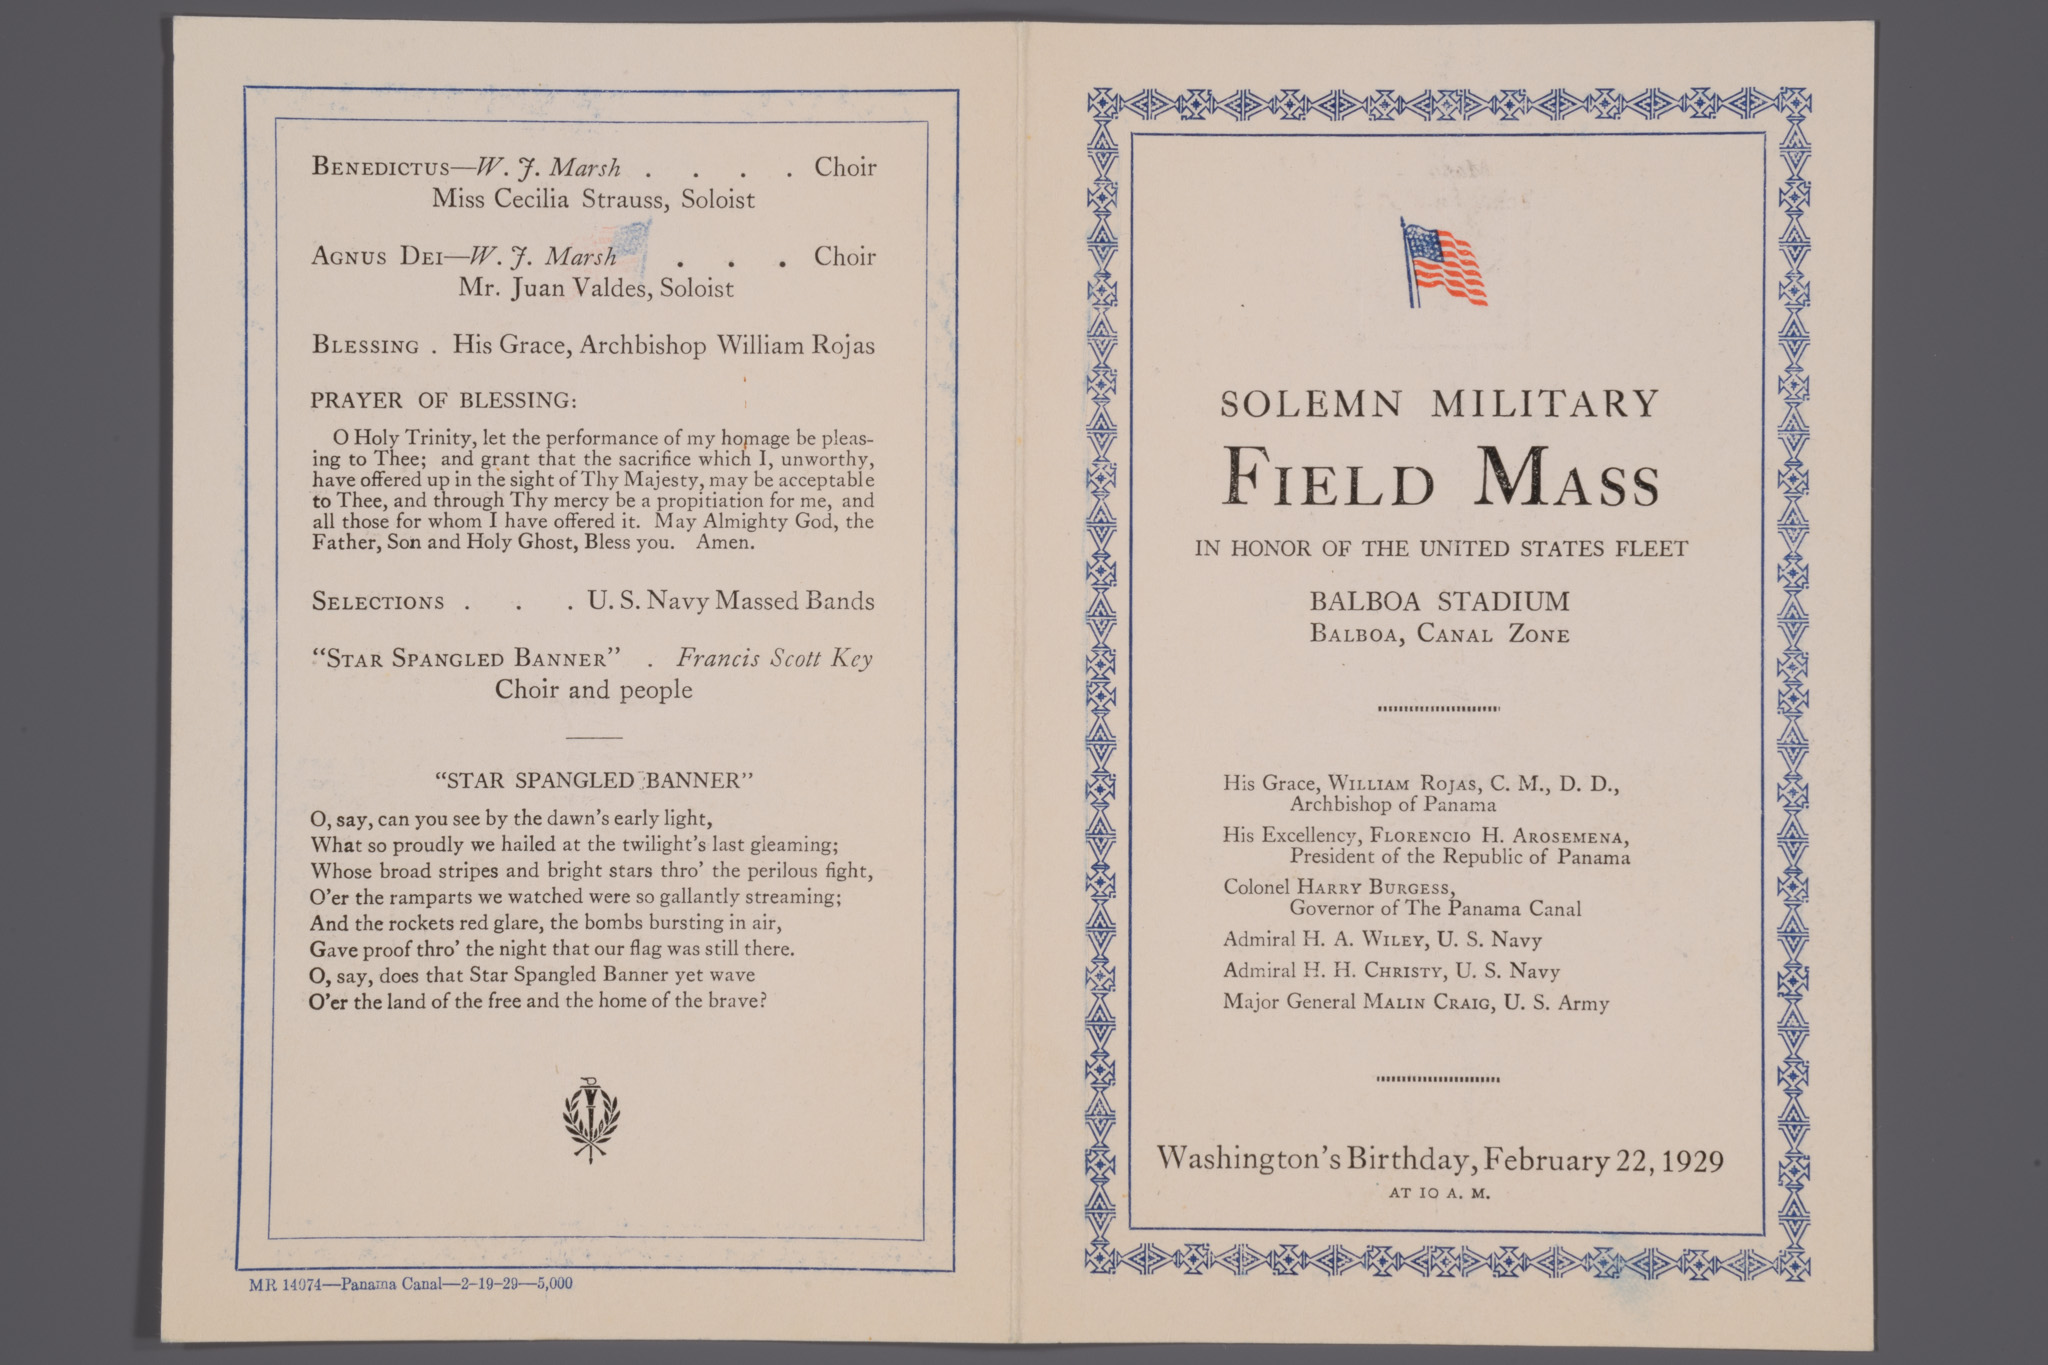 BENEDICTUS—W. J. Marsh . . . . Choir
Miss Cecilia Strauss, Soloist
AGNUS DEI—W. J. Marsh . . . Choir
Mr. Juan Valdes, Soloist
BLESSING . His Grace, Archbishop William Rojas
PRAYER OF BLESSING:
O Holy Trinity, let the performance of my homage be pleas-
ing to Thee; and grant that the sacrifice which I, unworthy,
have offered up in the sight of Thy Majesty, may be acceptable
to Thee, and through Thy mercy be a propitiation for me, and
all those for whom I have offered it. May Almighty God, the
Father, Son and Holy Ghost, Bless you. Amen.
SELECTIONS . . . U. S. Navy Massed Bands
"STAR SPANGLED BANNER" . Francis Scott Key
Choir and people
"STAR SPANGLED BANNER"
O, say, can you see by the dawn's early light,
What so proudly we hailed at the twilight's last gleaming;
Whose broad stripes and bright stars thro' the perilous fight,
O'er the ramparts we watched were so gallantly streaming;
And the rockets red glare, the bombs bursting in air,
Gave proof thro' the night that our flag was still there.
O, say, does that Star Spangled Banner yet wave
O'er the land of the free and the home of the brave?
MR 14074—Panama Canal—2-19-29—5,000
SOLEMN MILITARY
FIELD MASS
IN HONOR OF THE UNITED STATES FLEET
BALBOA STADIUM
BALBOA, CANAL ZONE
His Grace, WILLIAM ROJAS, C. M., D. D.,
Archbishop of Panama
His Excellency, FLORENCIO H. AROSEMENA,
President of the Republic of Panama
Colonel HARRY BURGESS,
Governor of The Panama Canal
Admiral H. A. WILEY, U. S. Navy
Admiral H. H. CHRISTY, U. S. Navy
Major General MALIN CRAIG, U. S. Army
Washington's Birthday, February 22, 1929
AT 10 A. M.